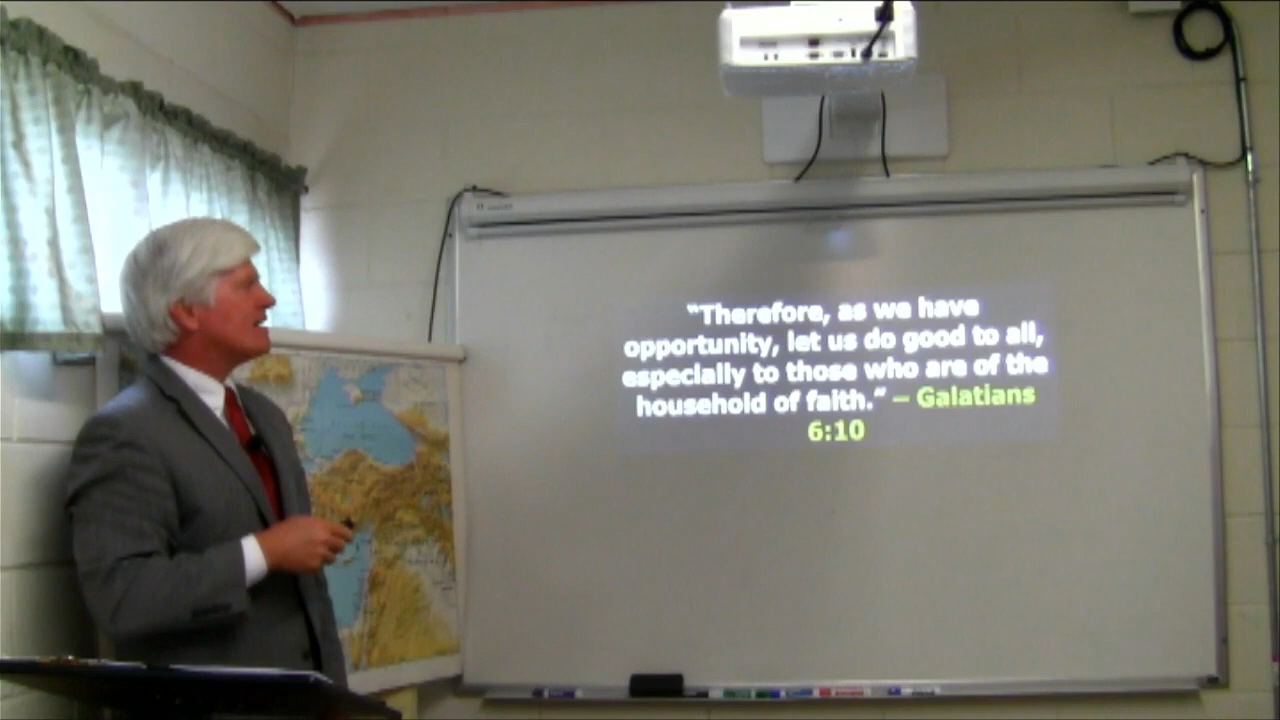 “Therefore, as we have
opportunity, let us do good to all,
especially to those who are of the
household of faith.” – Galatians
6:10